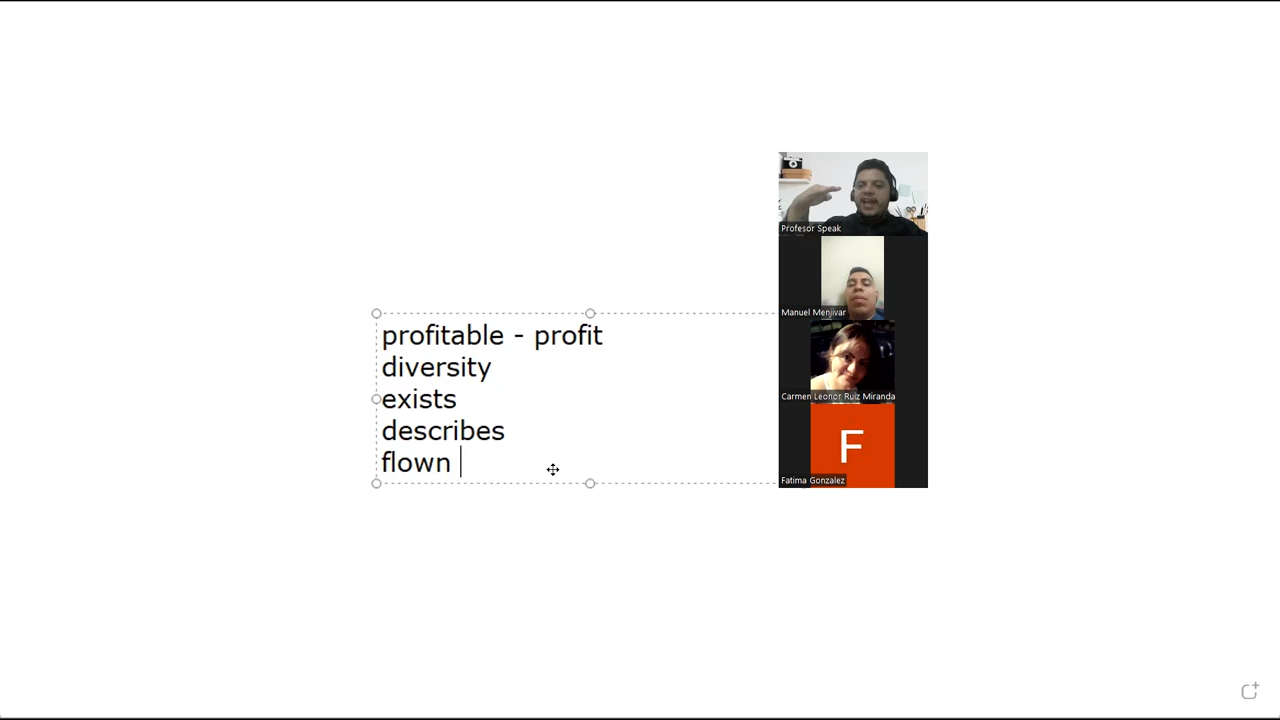 profitable - profit
diversity
exists
describes
flown
Profesor Speak
Manuel Menjivar
Carmen Leonor Ruiz Miranda
F
Fatima Gonzalez